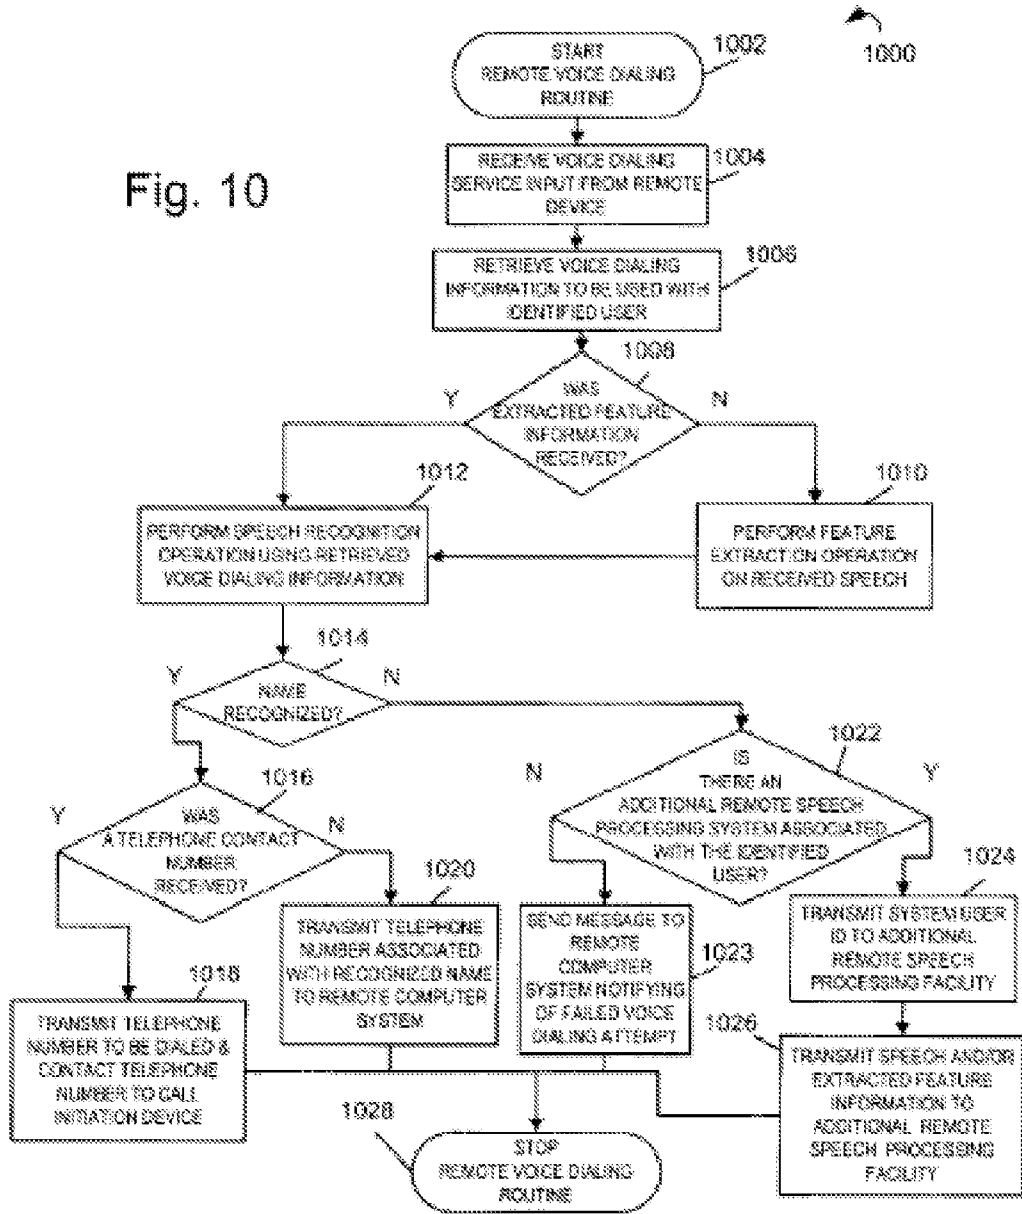 1000
1002
START
REMOTE VOICE DIALING
ROUTINE
Fig. 10
1004
RECEIVE VOICE DIALING
SERVICE INPUT FROM REMOTE
DEVICE
1006
RETRIEVE VOICE DIALING
INFORMATION TO BE USED WITH
IDENTIFIED USER
1008
Y
N
WAS
EXTRACTED FEATURE
INFORMATION
RECEIVED?
1012
1010
PERFORM SPEECH RECOGNITION
OPERATION USING RETRIEVED
VOICE DIALING INFORMATION
PERFORM FEATURE
EXTRACTION OPERATION
ON RECEIVED SPEECH
1014
Y
N
NAME
RECOGNIZED?
1016
Y
N
WAS
A TELEPHONE CONTACT
NUMBER
RECEIVED?
1022
N
Y
IS
THERE AN
ADDITIONAL REMOTE SPEECH
PROCESSING SYSTEM ASSOCIATED
WITH THE IDENTIFIED
USER?
1020
TRANSMIT TELEPHONE
NUMBER ASSOCIATED
WITH RECOGNIZED NAME
TO REMOTE COMPUTER
SYSTEM
1023
SEND MESSAGE TO
REMOTE
COMPUTER
SYSTEM NOTIFYING
OF FAILED VOICE
DIALING ATTEMPT
1024
TRANSMIT SYSTEM USER
ID TO ADDITIONAL
REMOTE SPEECH
PROCESSING FACILITY
1018
TRANSMIT TELEPHONE
NUMBER TO BE DIALED &
CONTACT TELEPHONE
NUMBER TO CALL
INITIATION DEVICE
1026
TRANSMIT SPEECH AND/OR
EXTRACTED FEATURE
INFORMATION TO
ADDITIONAL REMOTE
SPEECH PROCESSING
FACILITY
1028
STOP
REMOTE VOICE DIALING
ROUTINE